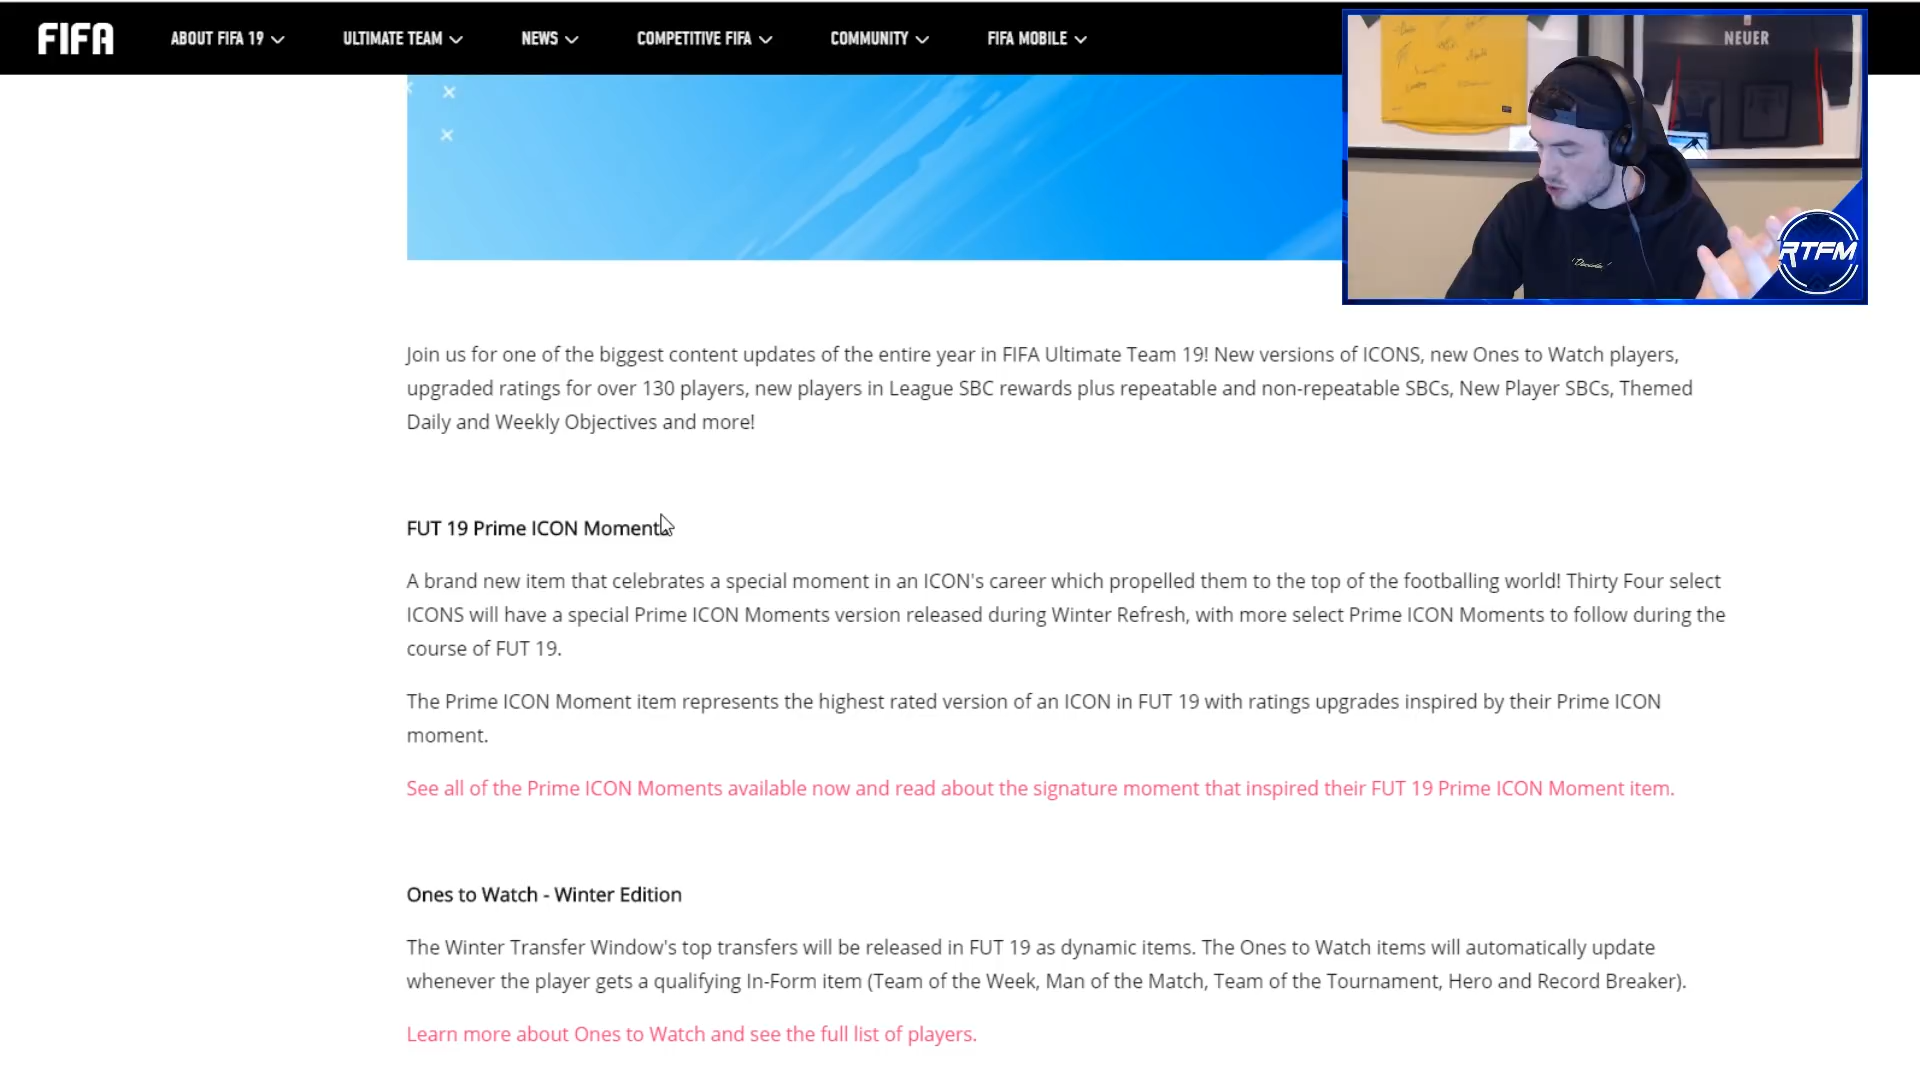 FIFA ABOUT FIFA 19 ULTIMATE TEAM NEWS COMPETITIVE FIFA COMMUNITY FIFA MOBILE
NEUER
RTFM
Join us for one of the biggest content updates of the entire year in FIFA Ultimate Team 19! New versions of ICONS, new Ones to Watch players,
upgraded ratings for over 130 players, new players in League SBC rewards plus repeatable and non-repeatable SBCs, New Player SBCs, Themed
Daily and Weekly Objectives and more!
FUT 19 Prime ICON Moments
A brand new item that celebrates a special moment in an ICON's career which propelled them to the top of the footballing world! Thirty Four select
ICONS will have a special Prime ICON Moments version released during Winter Refresh, with more select Prime ICON Moments to follow during the
course of FUT 19.
The Prime ICON Moment item represents the highest rated version of an ICON in FUT 19 with ratings upgrades inspired by their Prime ICON
moment.
See all of the Prime ICON Moments available now and read about the signature moment that inspired their FUT 19 Prime ICON Moment item.
Ones to Watch - Winter Edition
The Winter Transfer Window's top transfers will be released in FUT 19 as dynamic items. The Ones to Watch items will automatically update
whenever the player gets a qualifying In-Form item (Team of the Week, Man of the Match, Team of the Tournament, Hero and Record Breaker).
Learn more about Ones to Watch and see the full list of players.